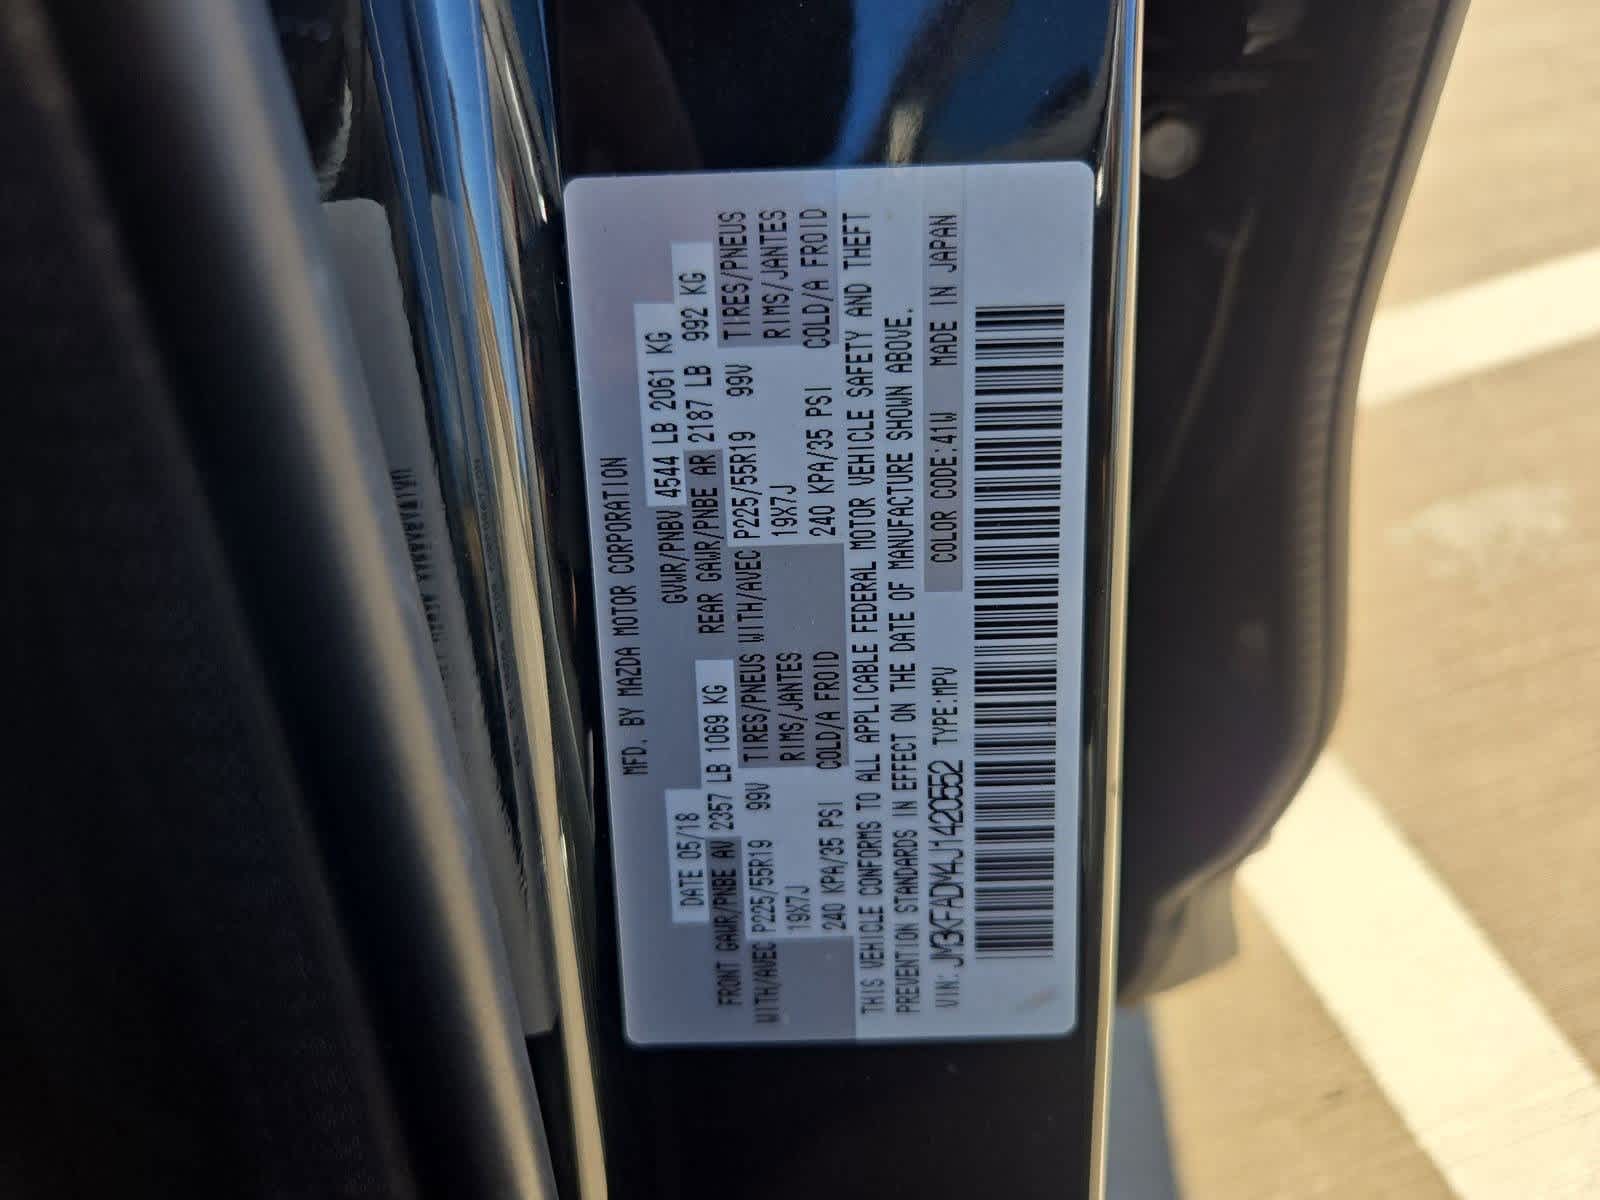 MFD. BY MAZDA MOTOR CORPORATION
DATE 05/18
GVWR/PNBV 4544 LB 2061 KG
FRONT GAWR/PNBE AV 2357 LB 1069 KG
REAR GAWR/PNBE AR 2187 LB 992 KG
WITH/AVEC P225/55R19 99V TIRES/PNEUS WITH/AVEC P225/55R19 99V TIRES/PNEUS
19X7J RIMS/JANTES 19X7J RIMS/JANTES
240 KPA/35 PSI COLD/A FROID 240 KPA/35 PSI COLD/A FROID
THIS VEHICLE CONFORMS TO ALL APPLICABLE FEDERAL MOTOR VEHICLE SAFETY AND THEFT
PREVENTION STANDARDS IN EFFECT ON THE DATE OF MANUFACTURE SHOWN ABOVE.
VIN: JM3KFADM4J1420552 TYPE:MPV COLOR CODE:41W MADE IN JAPAN